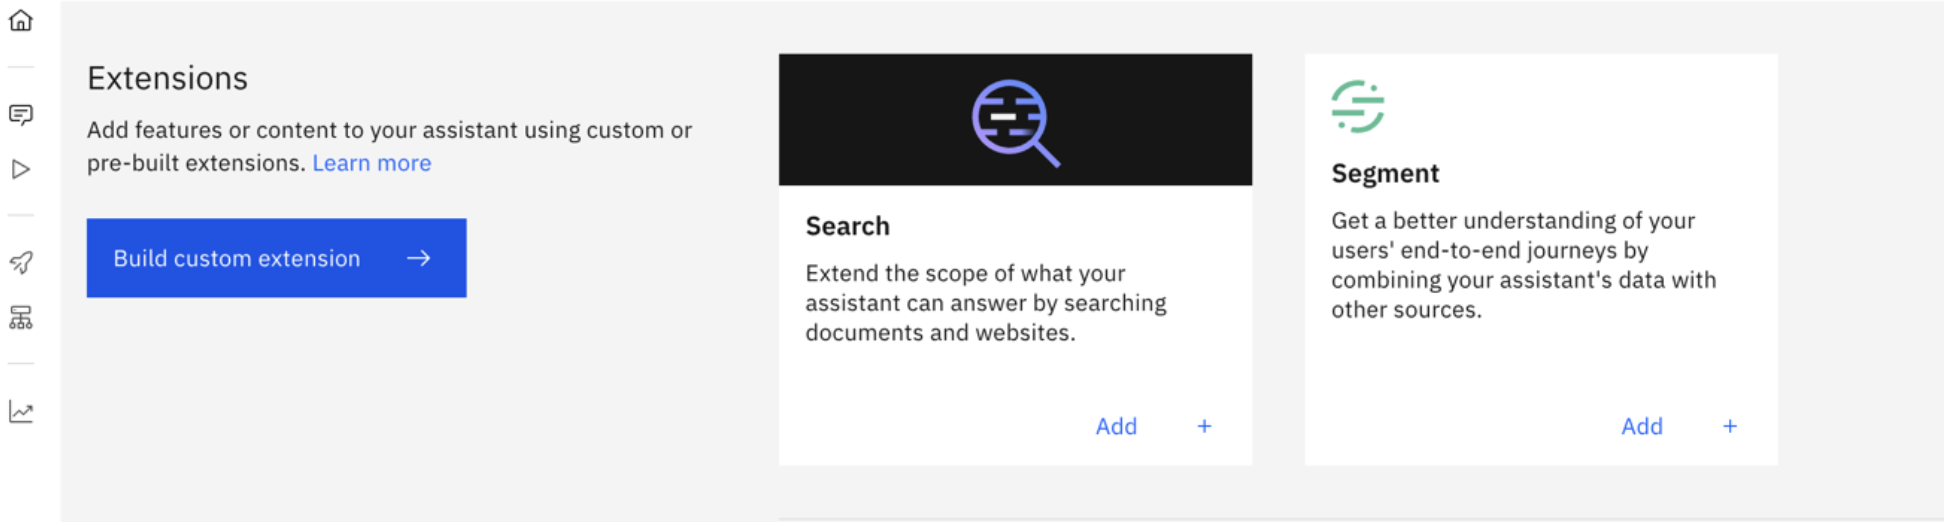 Extensions
Add features or content to your assistant using custom or
pre-built extensions. Learn more
Build custom extension
Search
Extend the scope of what your
assistant can answer by searching
documents and websites.
Add +
Segment
Get a better understanding of your
users' end-to-end journeys by
combining your assistant's data with
other sources.
Add +